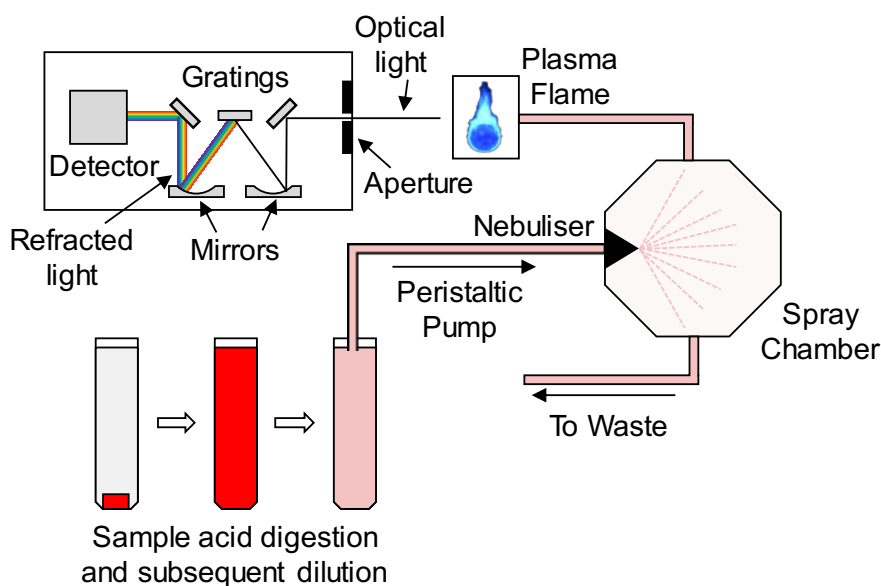 Optical
light
Plasma
Flame
Gratings
Detector
Aperture
Refracted
light
Mirrors
Nebuliser
Peristaltic
Pump
Spray
Chamber
To Waste
Sample acid digestion
and subsequent dilution